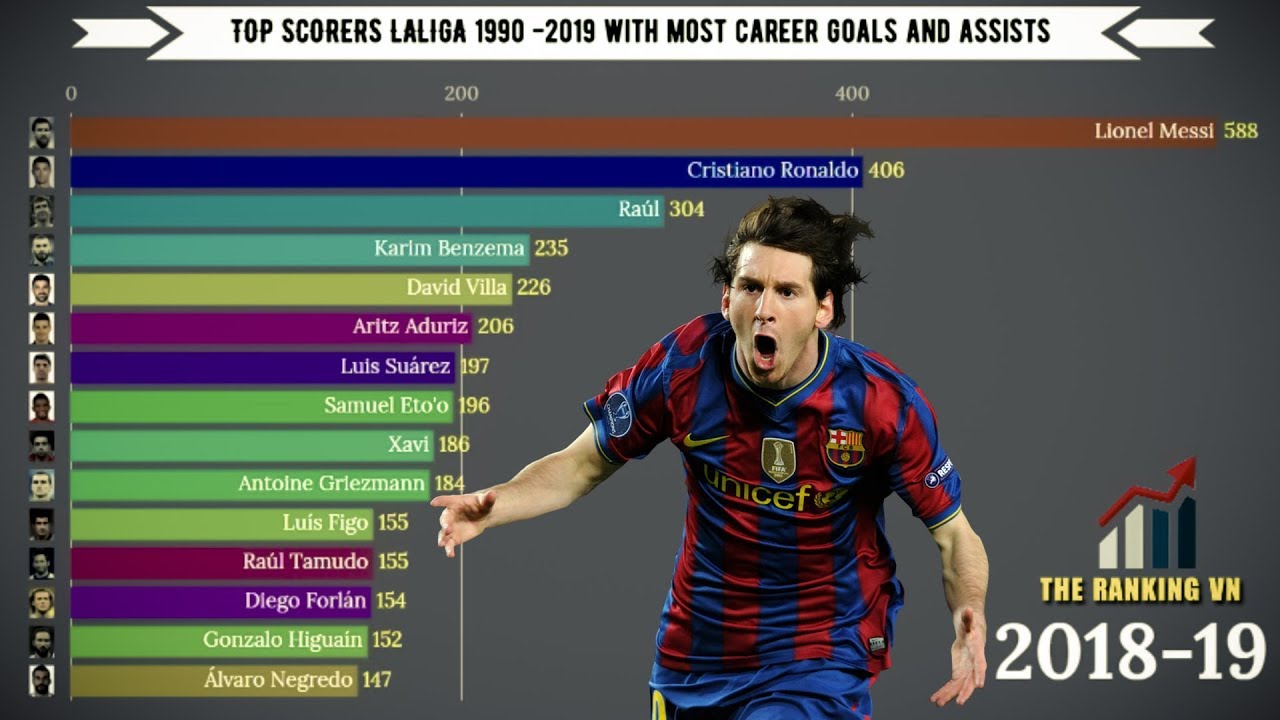 TOP SCORERS LALIGA 1990 -2019 WITH MOST CAREER GOALS AND ASSISTS
0 200 400
Lionel Messi 588
Cristiano Ronaldo 406
Raúl 304
Karim Benzema 235
David Villa 226
Aritz Aduriz 206
Luis Suárez 197
Samuel Eto'o 196
Xavi 186
Antoine Griezmann 184
Luís Figo 155
Raúl Tamudo 155
Diego Forlán 154
Gonzalo Higuaín 152
Álvaro Negredo 147
FIFA
unicef
RESP
THE RANKING VN
2018-19